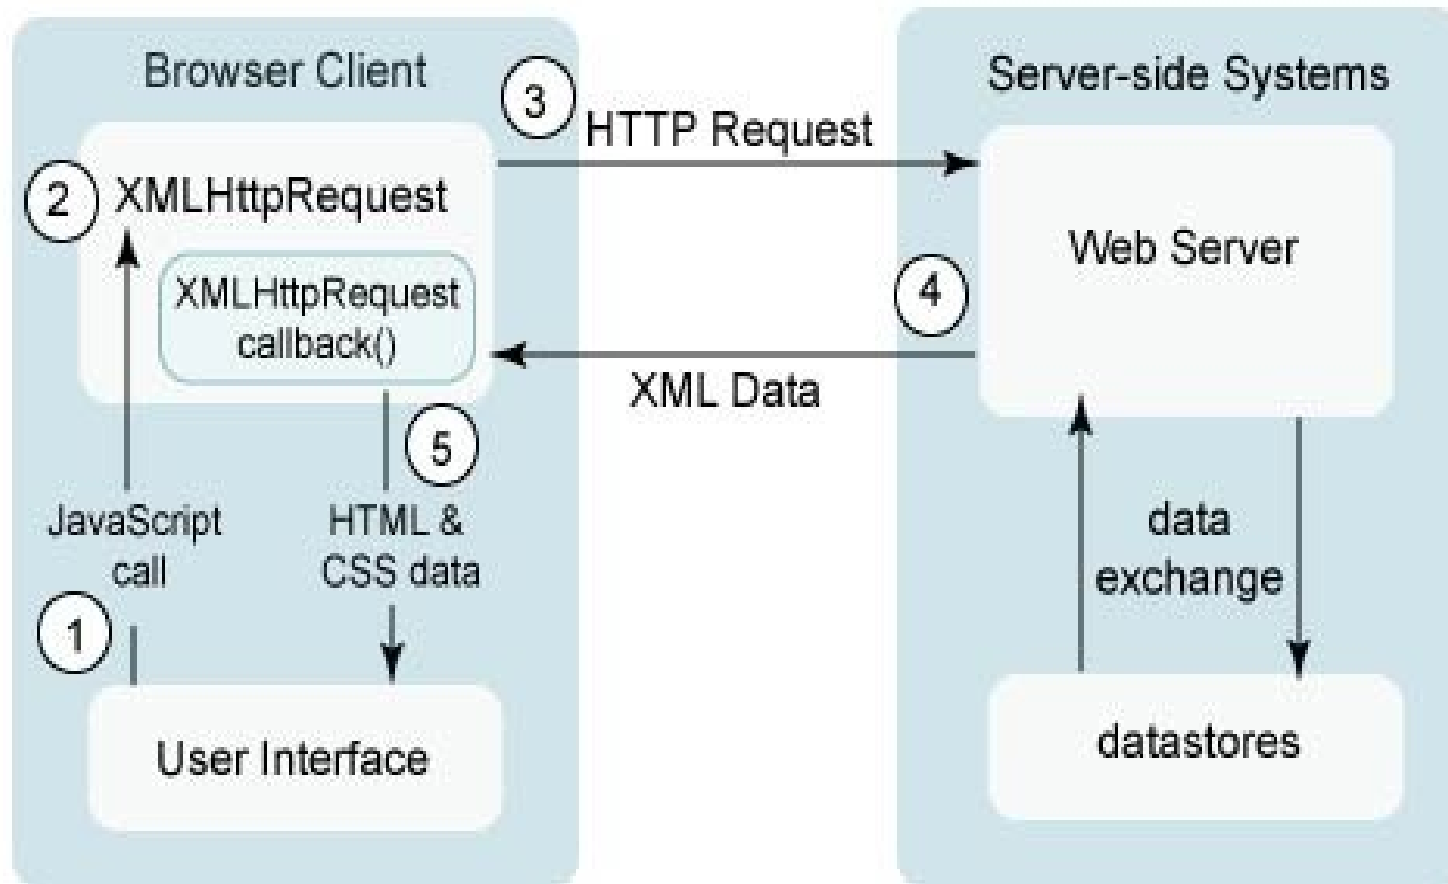 Browser Client
3
HTTP Request
2
XMLHttpRequest
XMLHttpRequest
callback()
5
JavaScript
call
HTML &
CSS data
1
User Interface
4
XML Data
Server-side Systems
Web Server
data
exchange
datastores